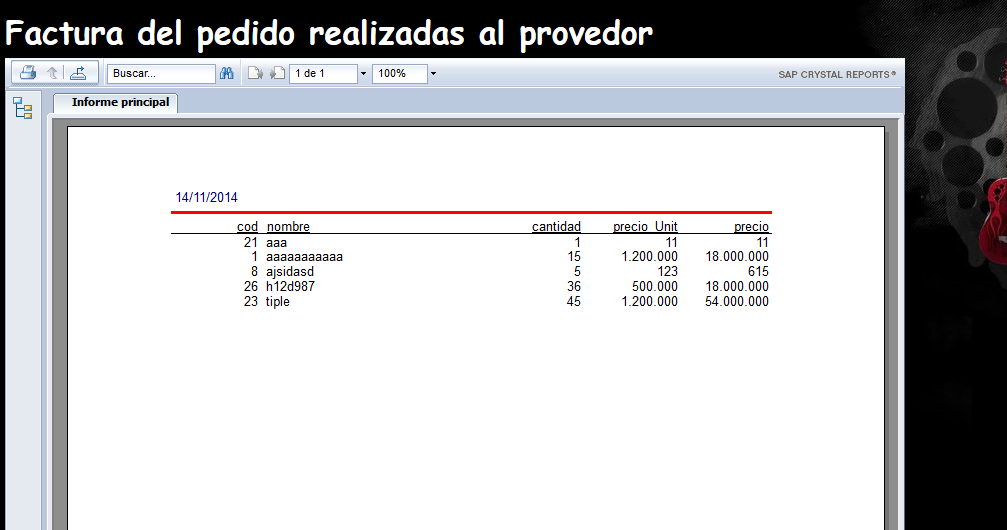 Factura del pedido realizadas al provedor
Buscar... 1 de 1 100% SAP CRYSTAL REPORTS®
Informe principal
14/11/2014
cod nombre cantidad precio_Unit precio
21 aaa 1 11 11
1 aaaaaaaaaaa 15 1.200.000 18.000.000
8 ajsidasd 5 123 615
26 h12d987 36 500.000 18.000.000
23 tiple 45 1.200.000 54.000.000